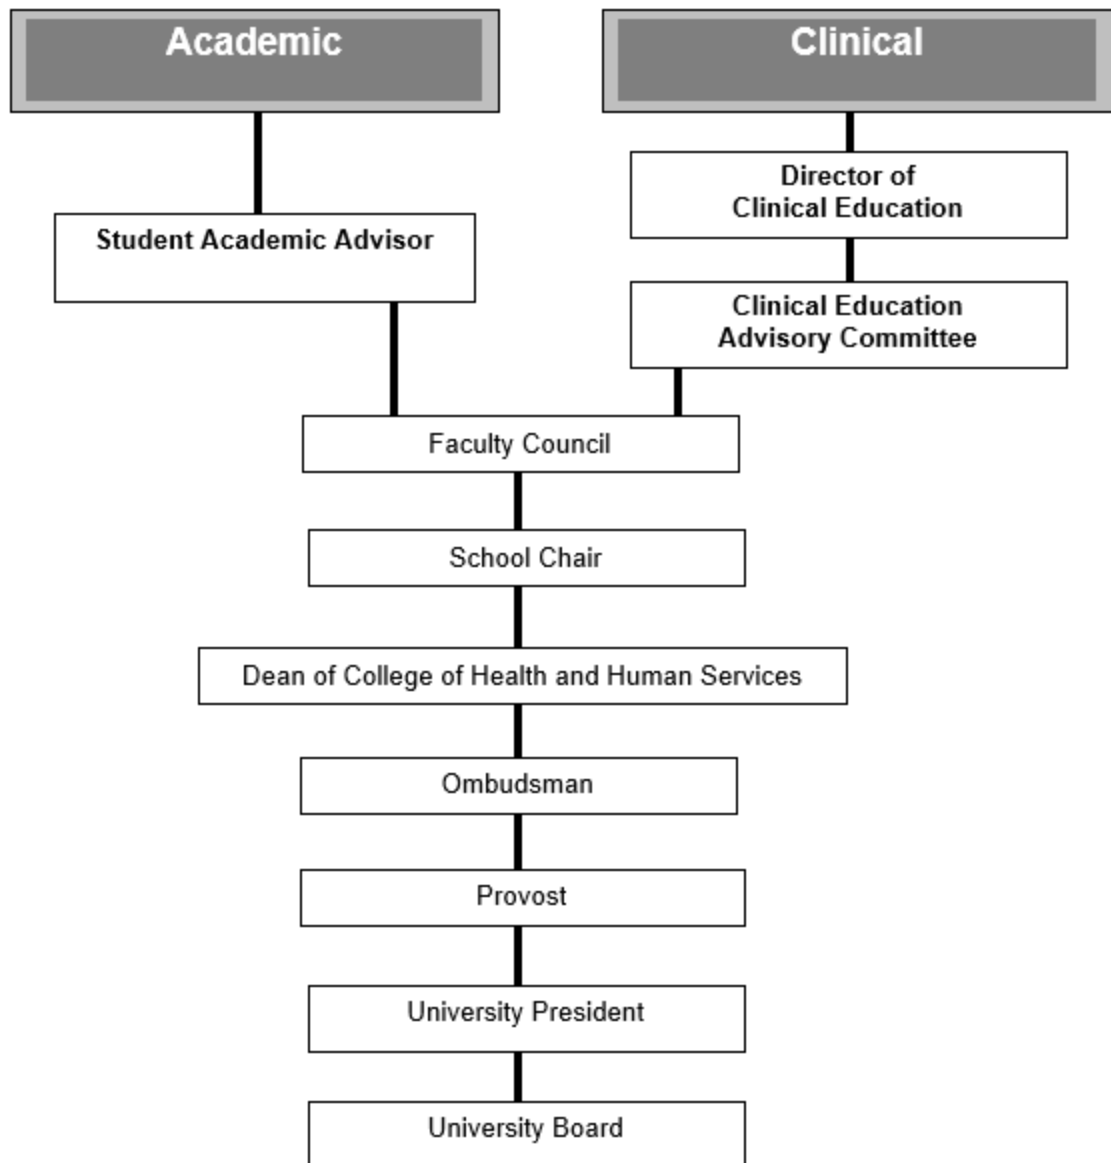 Academic
Clinical
Director of
Clinical Education
Student Academic Advisor
Clinical Education
Advisory Committee
Faculty Council
School Chair
Dean of College of Health and Human Services
Ombudsman
Provost
University President
University Board